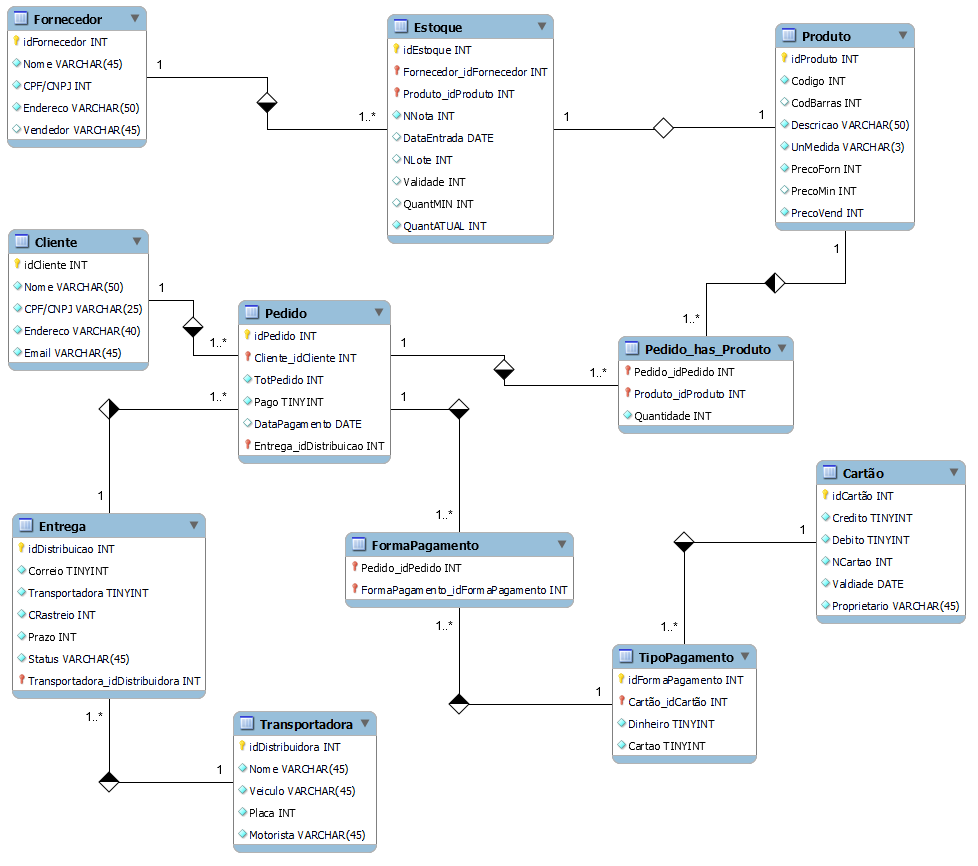 Fornecedor
idFornecedor INT
Nome VARCHAR(45)
CPF/CNPJ INT
Endereco VARCHAR(50)
Vendedor VARCHAR(45)
1
1..*
Estoque
idEstoque INT
Fornecedor_idFornecedor INT
Produto_idProduto INT
NNota INT
DataEntrada DATE
NLote INT
Validade INT
QuantMIN INT
QuantATUAL INT
1
1
Produto
idProduto INT
Codigo INT
CodBarras INT
Descricao VARCHAR(50)
UnMedida VARCHAR(3)
PrecoForn INT
PrecoMin INT
PrecoVend INT
1
1..*
Cliente
idCliente INT
Nome VARCHAR(50)
CPF/CNPJ VARCHAR(25)
Endereco VARCHAR(40)
Email VARCHAR(45)
1
1..*
Pedido
idPedido INT
Cliente_idCliente INT
TotPedido INT
Pago TINYINT
DataPagamento DATE
Entrega_idDistribuicao INT
1
1..*
Pedido_has_Produto
Pedido_idPedido INT
Produto_idProduto INT
Quantidade INT
1..*
1
1
1..*
Entrega
idDistribuicao INT
Correio TINYINT
Transportadora TINYINT
CRastreio INT
Prazo INT
Status VARCHAR(45)
Transportadora_idDistribuidora INT
1..*
1
FormaPagamento
Pedido_idPedido INT
FormaPagamento_idFormaPagamento INT
1..*
1
Cartão
idCartão INT
Credito TINYINT
Debito TINYINT
NCartao INT
Valdiade DATE
Proprietario VARCHAR(45)
1
1..*
TipoPagamento
idFormaPagamento INT
Cartão_idCartão INT
Dinheiro TINYINT
Cartao TINYINT
Transportadora
idDistribuidora INT
Nome VARCHAR(45)
Veiculo VARCHAR(45)
Placa INT
Motorista VARCHAR(45)